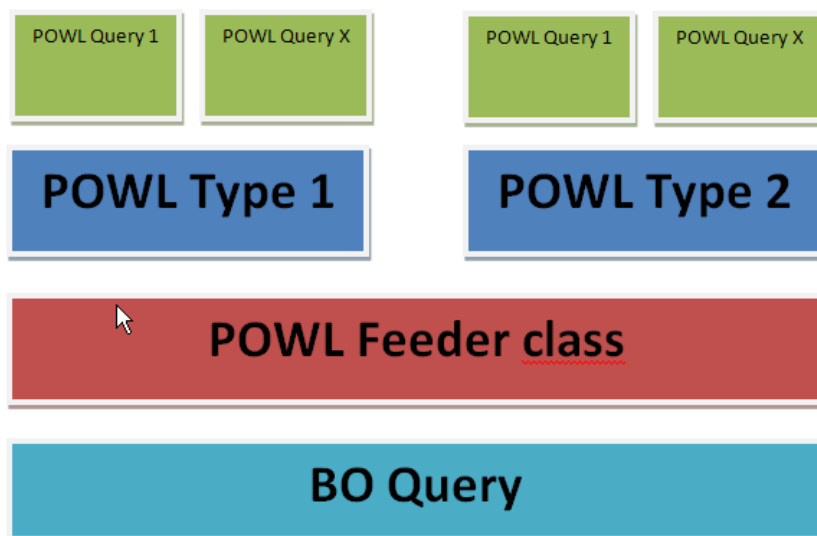 POWL Query 1
POWL Query X
POWL Query 1
POWL Query X
POWL Type 1
POWL Type 2
POWL Feeder class
BO Query